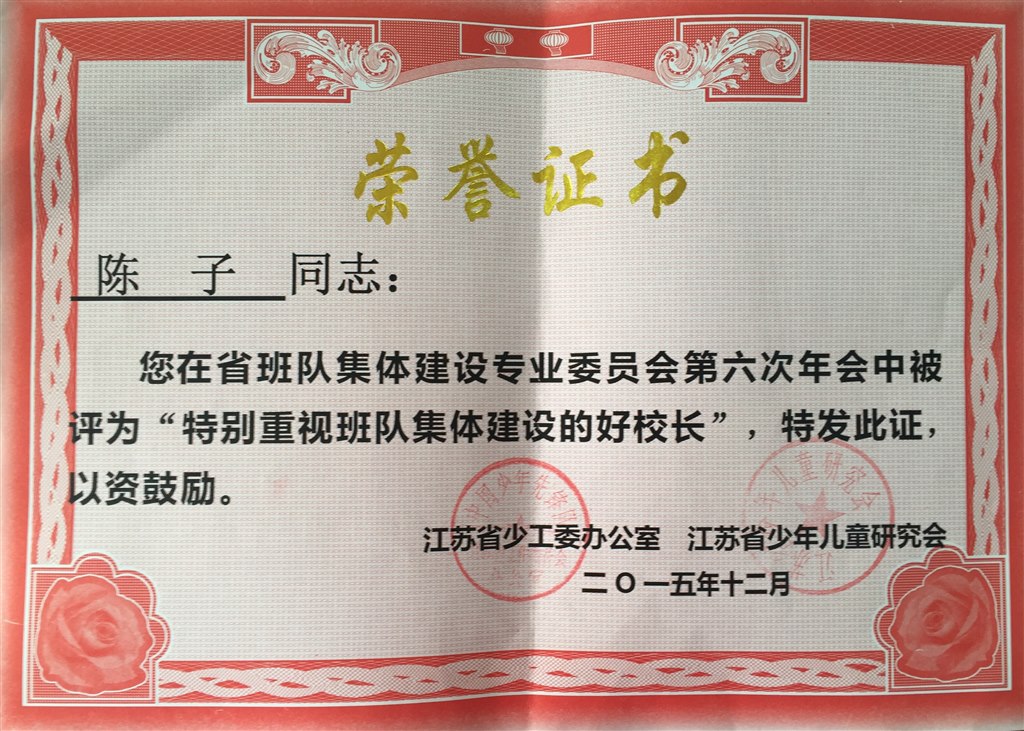 荣誉证书
陈 子 同志：
您在省班队集体建设专业委员会第六次年会中被
评为“特别重视班队集体建设的好校长”，特发此证，
以资鼓励。
江苏省少工委办公室 江苏省少年儿童研究会
二〇一五年十二月